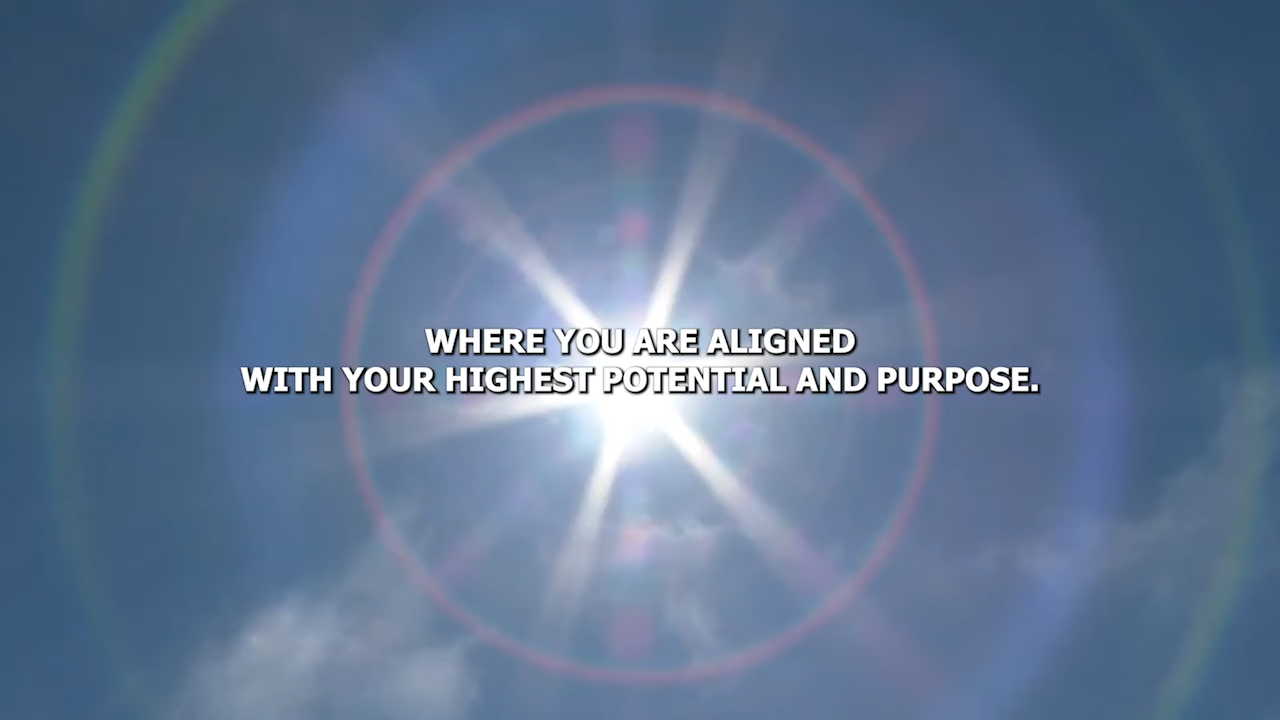 WHERE YOU ARE ALIGNED
WITH YOUR HIGHEST POTENTIAL AND PURPOSE.